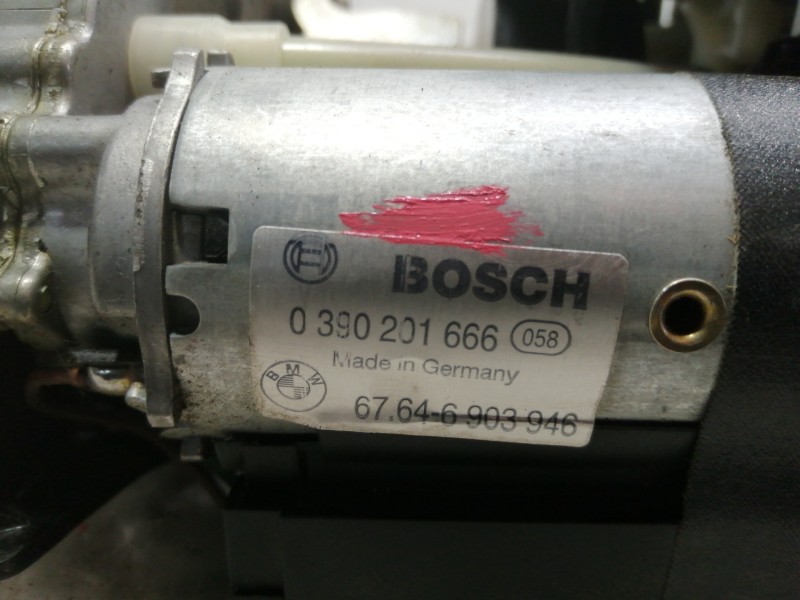 BOSCH
0 390 201 666 058
Made in Germany
BMW
67.64-6 903 946